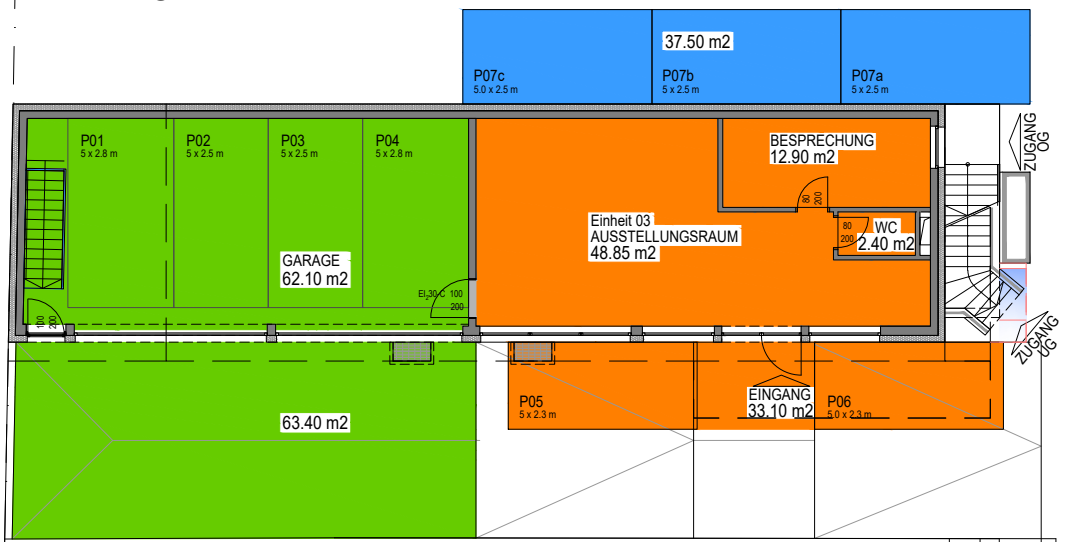 37.50 m2
P07c
5.0 x 2.5 m
P07b
5 x 2.5 m
P07a
5 x 2.5 m
P01
5 x 2.8 m
P02
5 x 2.5 m
P03
5 x 2.5 m
P04
5 x 2.8 m
BESPRECHUNG
12.90 m2
ZUGANG
OG
80
200
Einheit 03
AUSSTELLUNGSRAUM
48.85 m2
80
200
WC
2.40 m2
GARAGE
62.10 m2
EI₂30-C 100
200
100
200
ZUGANG
UG
P05
5 x 2.3 m
EINGANG
33.10 m2
P06
5.0 x 2.3 m
63.40 m2